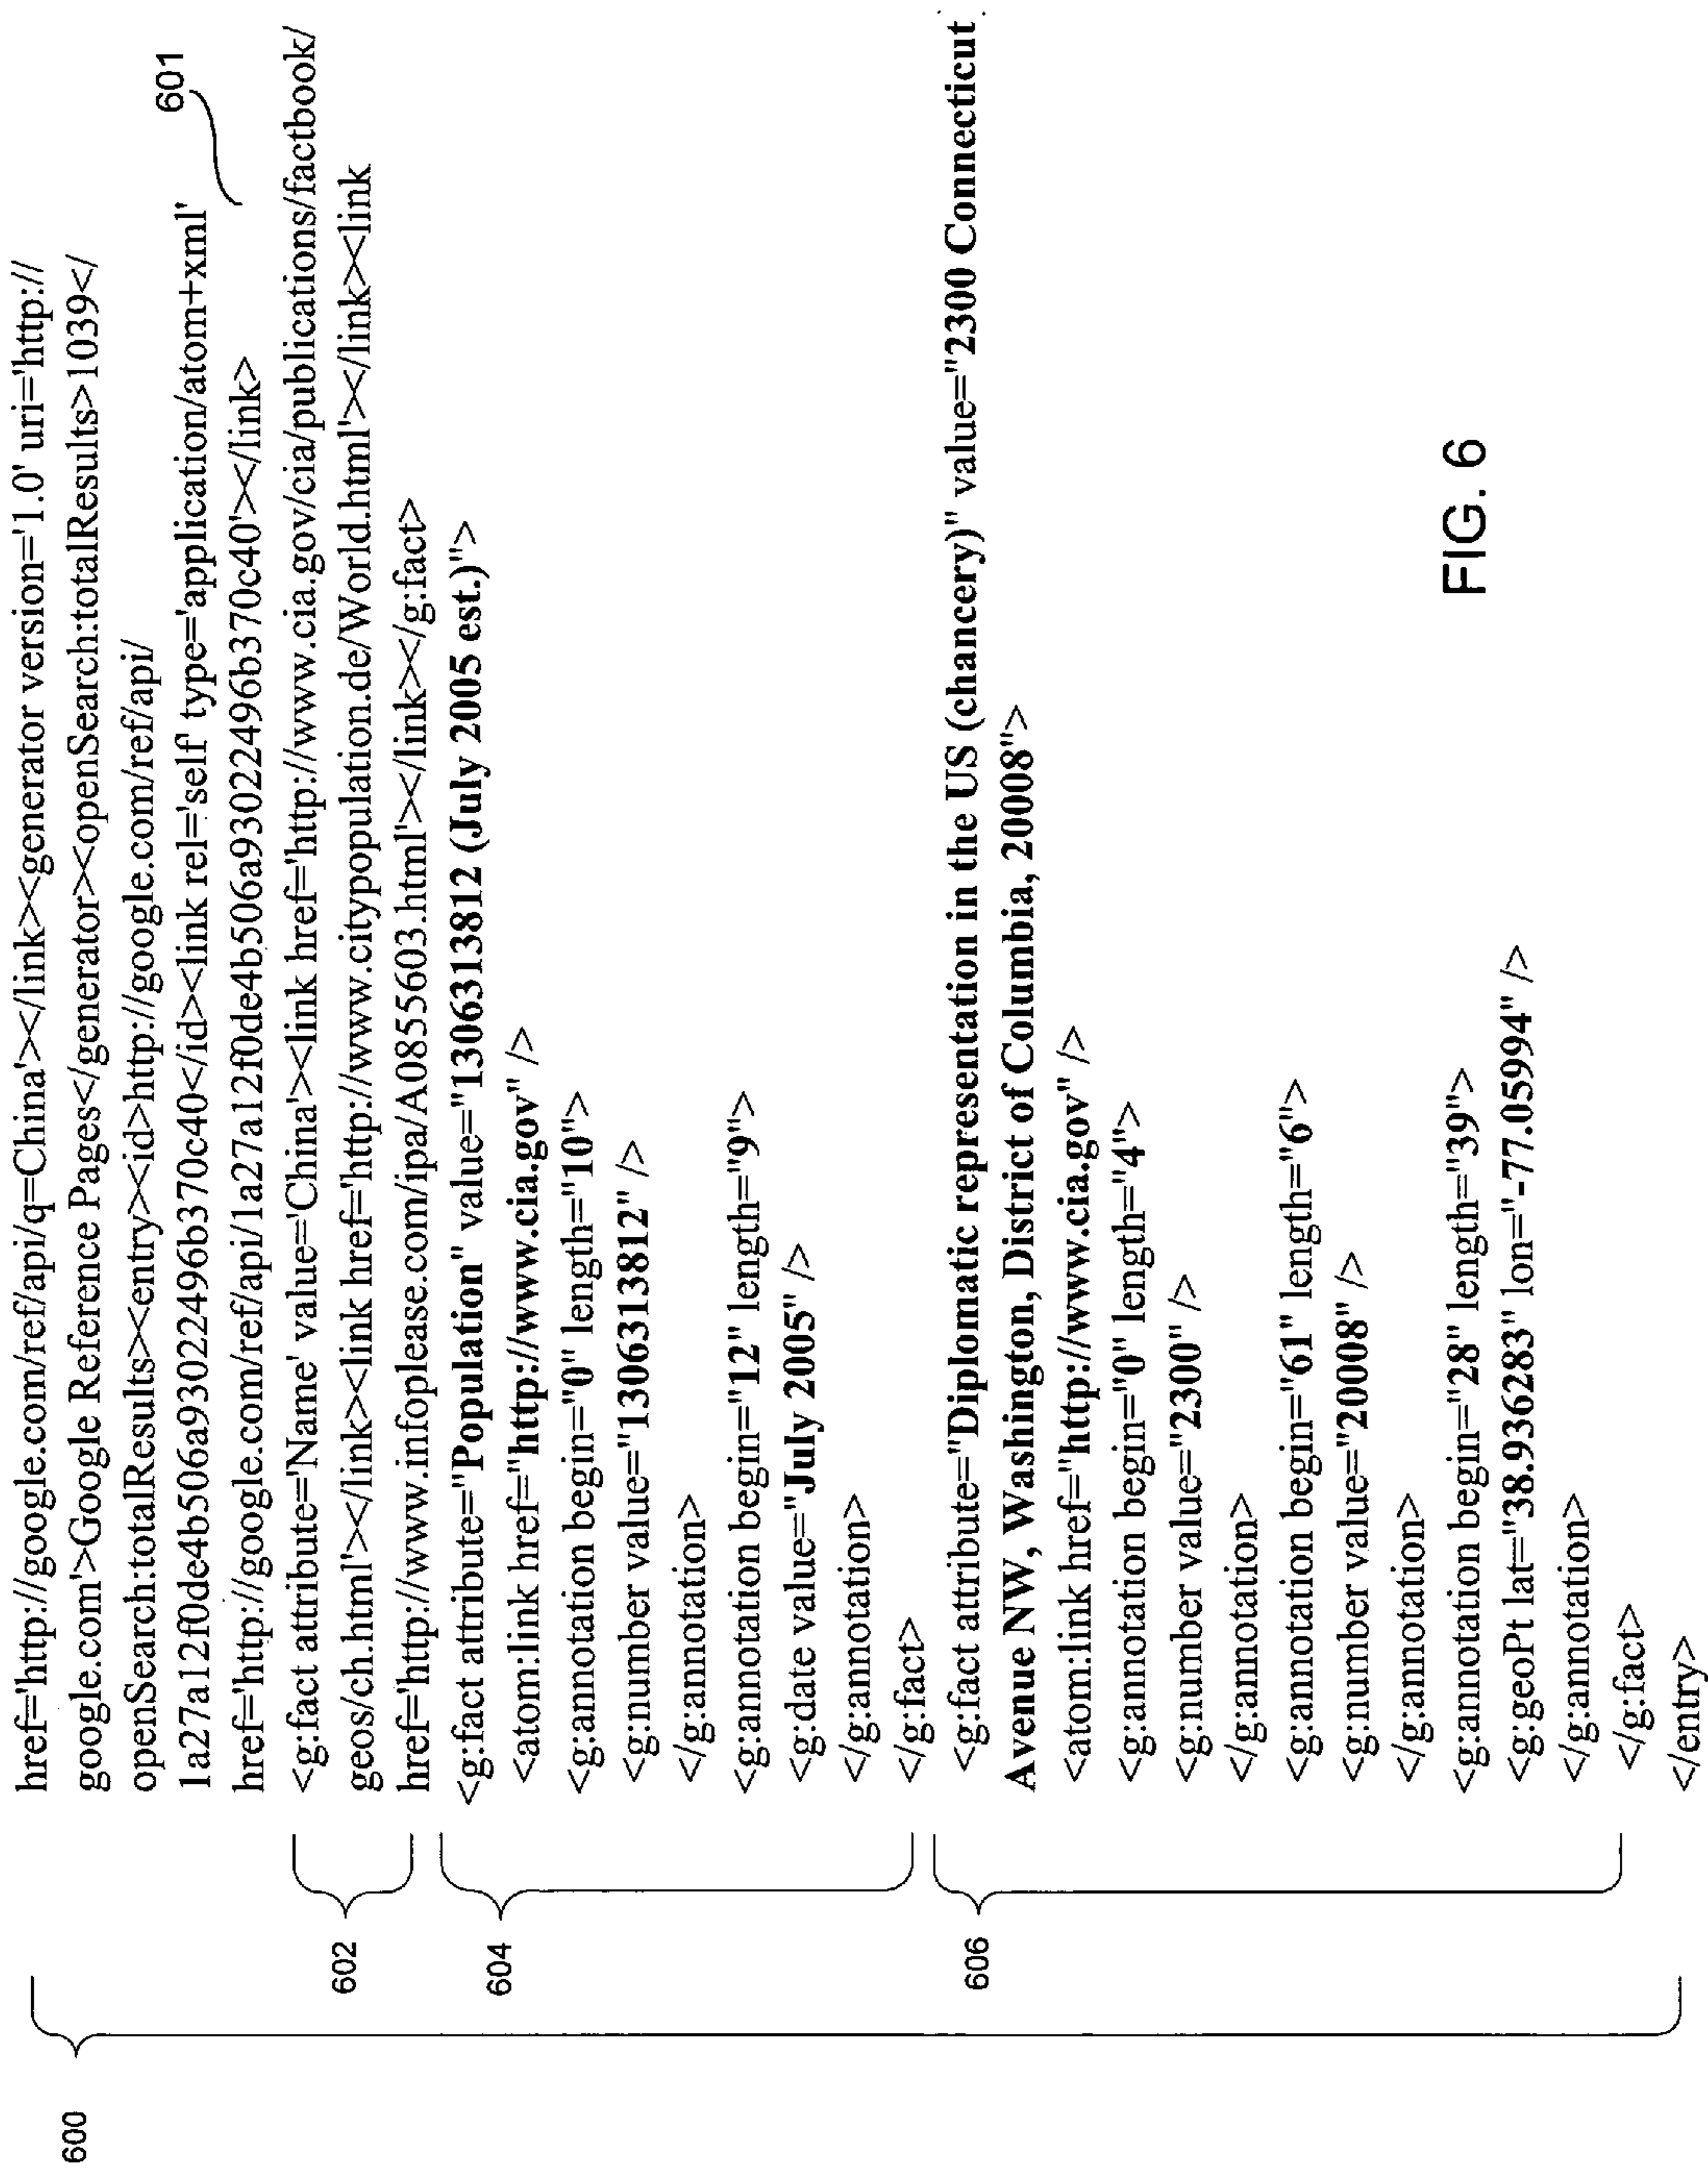 600
href='http://google.com/ref/api/q=China'></link><generator version='1.0' uri='http://
google.com'>Google Reference Pages</generator><openSearch:totalResults>1039</
openSearch:totalResults><entry><id>http://google.com/ref/api/
1a27a12f0de4b506a93022496b370c40</id><link rel='self' type='application/atom+xml'
601
href='http://google.com/ref/api/1a27a12f0de4b506a93022496b370c40'></link>
602
<g:fact attribute='Name' value='China'><link href='http://www.cia.gov/cia/publications/factbook/
geos/ch.html'></link><link href='http://www.citypopulation.de/World.html'></link><link
href='http://www.infoplease.com/ipa/A0855603.html'></link></g:fact>
604
<g:fact attribute="Population" value="1306313812 (July 2005 est.)">
<atom:link href="http://www.cia.gov" />
<g:annotation begin="0" length="10">
<g:number value="1306313812" />
</g:annotation>
<g:annotation begin="12" length="9">
<g:date value="July 2005" />
</g:annotation>
</g:fact>
606
<g:fact attribute="Diplomatic representation in the US (chancery)" value="2300 Connecticut
Avenue NW, Washington, District of Columbia, 20008">
<atom:link href="http://www.cia.gov" />
<g:annotation begin="0" length="4">
<g:number value="2300" />
</g:annotation>
<g:annotation begin="61" length="6">
<g:number value="20008" />
</g:annotation>
<g:annotation begin="28" length="39">
<g:geoPt lat="38.936283" lon="-77.05994" />
</g:annotation>
</g:fact>
</entry>
FIG. 6